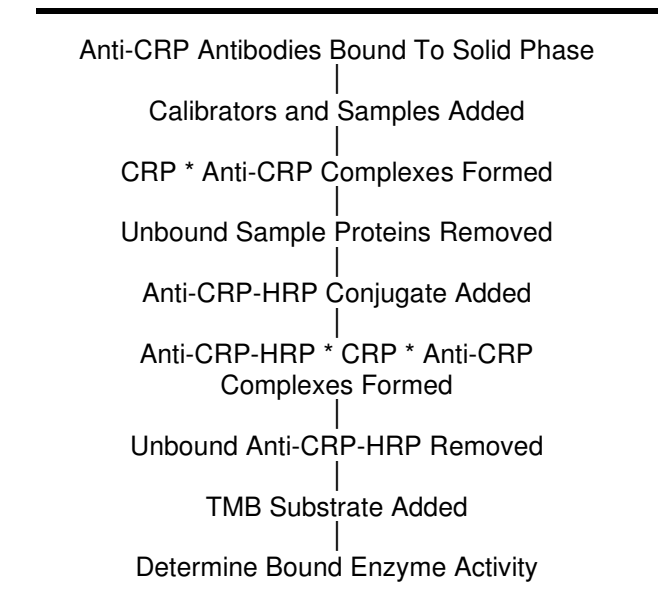 Anti-CRP Antibodies Bound To Solid Phase
Calibrators and Samples Added
CRP * Anti-CRP Complexes Formed
Unbound Sample Proteins Removed
Anti-CRP-HRP Conjugate Added
Anti-CRP-HRP * CRP * Anti-CRP
Complexes Formed
Unbound Anti-CRP-HRP Removed
TMB Substrate Added
Determine Bound Enzyme Activity